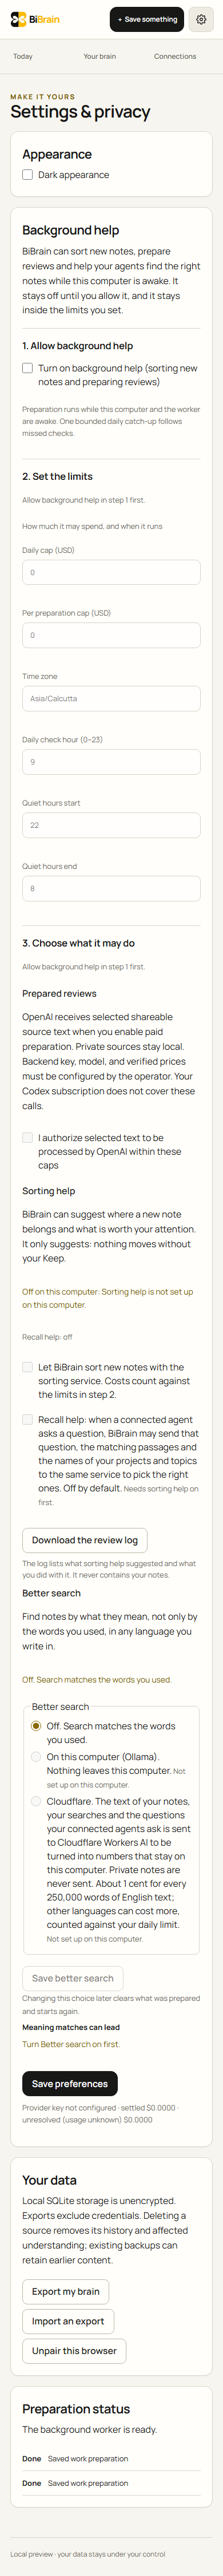 BiBrain
+ Save something
Today
Your brain
Connections
MAKE IT YOURS
Settings & privacy
Appearance
Dark appearance
Background help
BiBrain can sort new notes, prepare
reviews and help your agents find the right
notes while this computer is awake. It
stays off until you allow it, and it stays
inside the limits you set.
1. Allow background help
Turn on background help (sorting new
notes and preparing reviews)
Preparation runs while this computer and the worker
are awake. One bounded daily catch-up follows
missed checks.
2. Set the limits
Allow background help in step 1 first.
How much it may spend, and when it runs
Daily cap (USD)
0
Per preparation cap (USD)
0
Time zone
Asia/Calcutta
Daily check hour (0–23)
9
Quiet hours start
22
Quiet hours end
8
3. Choose what it may do
Allow background help in step 1 first.
Prepared reviews
OpenAI receives selected shareable
source text when you enable paid
preparation. Private sources stay local.
Backend key, model, and verified prices
must be configured by the operator. Your
Codex subscription does not cover these
calls.
I authorize selected text to be
processed by OpenAI within these
caps
Sorting help
BiBrain can suggest where a new note
belongs and what is worth your attention.
It only suggests: nothing moves without
your Keep.
Off on this computer: Sorting help is not set up
on this computer.
Recall help: off
Let BiBrain sort new notes with the
sorting service. Costs count against
the limits in step 2.
Recall help: when a connected agent
asks a question, BiBrain may send that
question, the matching passages and
the names of your projects and topics
to the same service to pick the right
ones. Off by default. Needs sorting help on
first.
Download the review log
The log lists what sorting help suggested and what
you did with it. It never contains your notes.
Better search
Find notes by what they mean, not only by
the words you used, in any language you
write in.
Off. Search matches the words you used.
Better search
Off. Search matches the words
you used.
On this computer (Ollama).
Nothing leaves this computer. Not
set up on this computer.
Cloudflare. The text of your notes,
your searches and the questions
your connected agents ask is sent
to Cloudflare Workers AI to be
turned into numbers that stay on
this computer. Private notes are
never sent. About 1 cent for every
250,000 words of English text;
other languages can cost more,
counted against your daily limit.
Not set up on this computer.
Save better search
Changing this choice later clears what was prepared
and starts again.
Meaning matches can lead
Turn Better search on first.
Save preferences
Provider key not configured · settled $0.0000 ·
unresolved (usage unknown) $0.0000
Your data
Local SQLite storage is unencrypted.
Exports exclude credentials. Deleting a
source removes its history and affected
understanding; existing backups can
retain earlier content.
Export my brain
Import an export
Unpair this browser
Preparation status
The background worker is ready.
Done Saved work preparation
Done Saved work preparation
Local preview · your data stays under your control